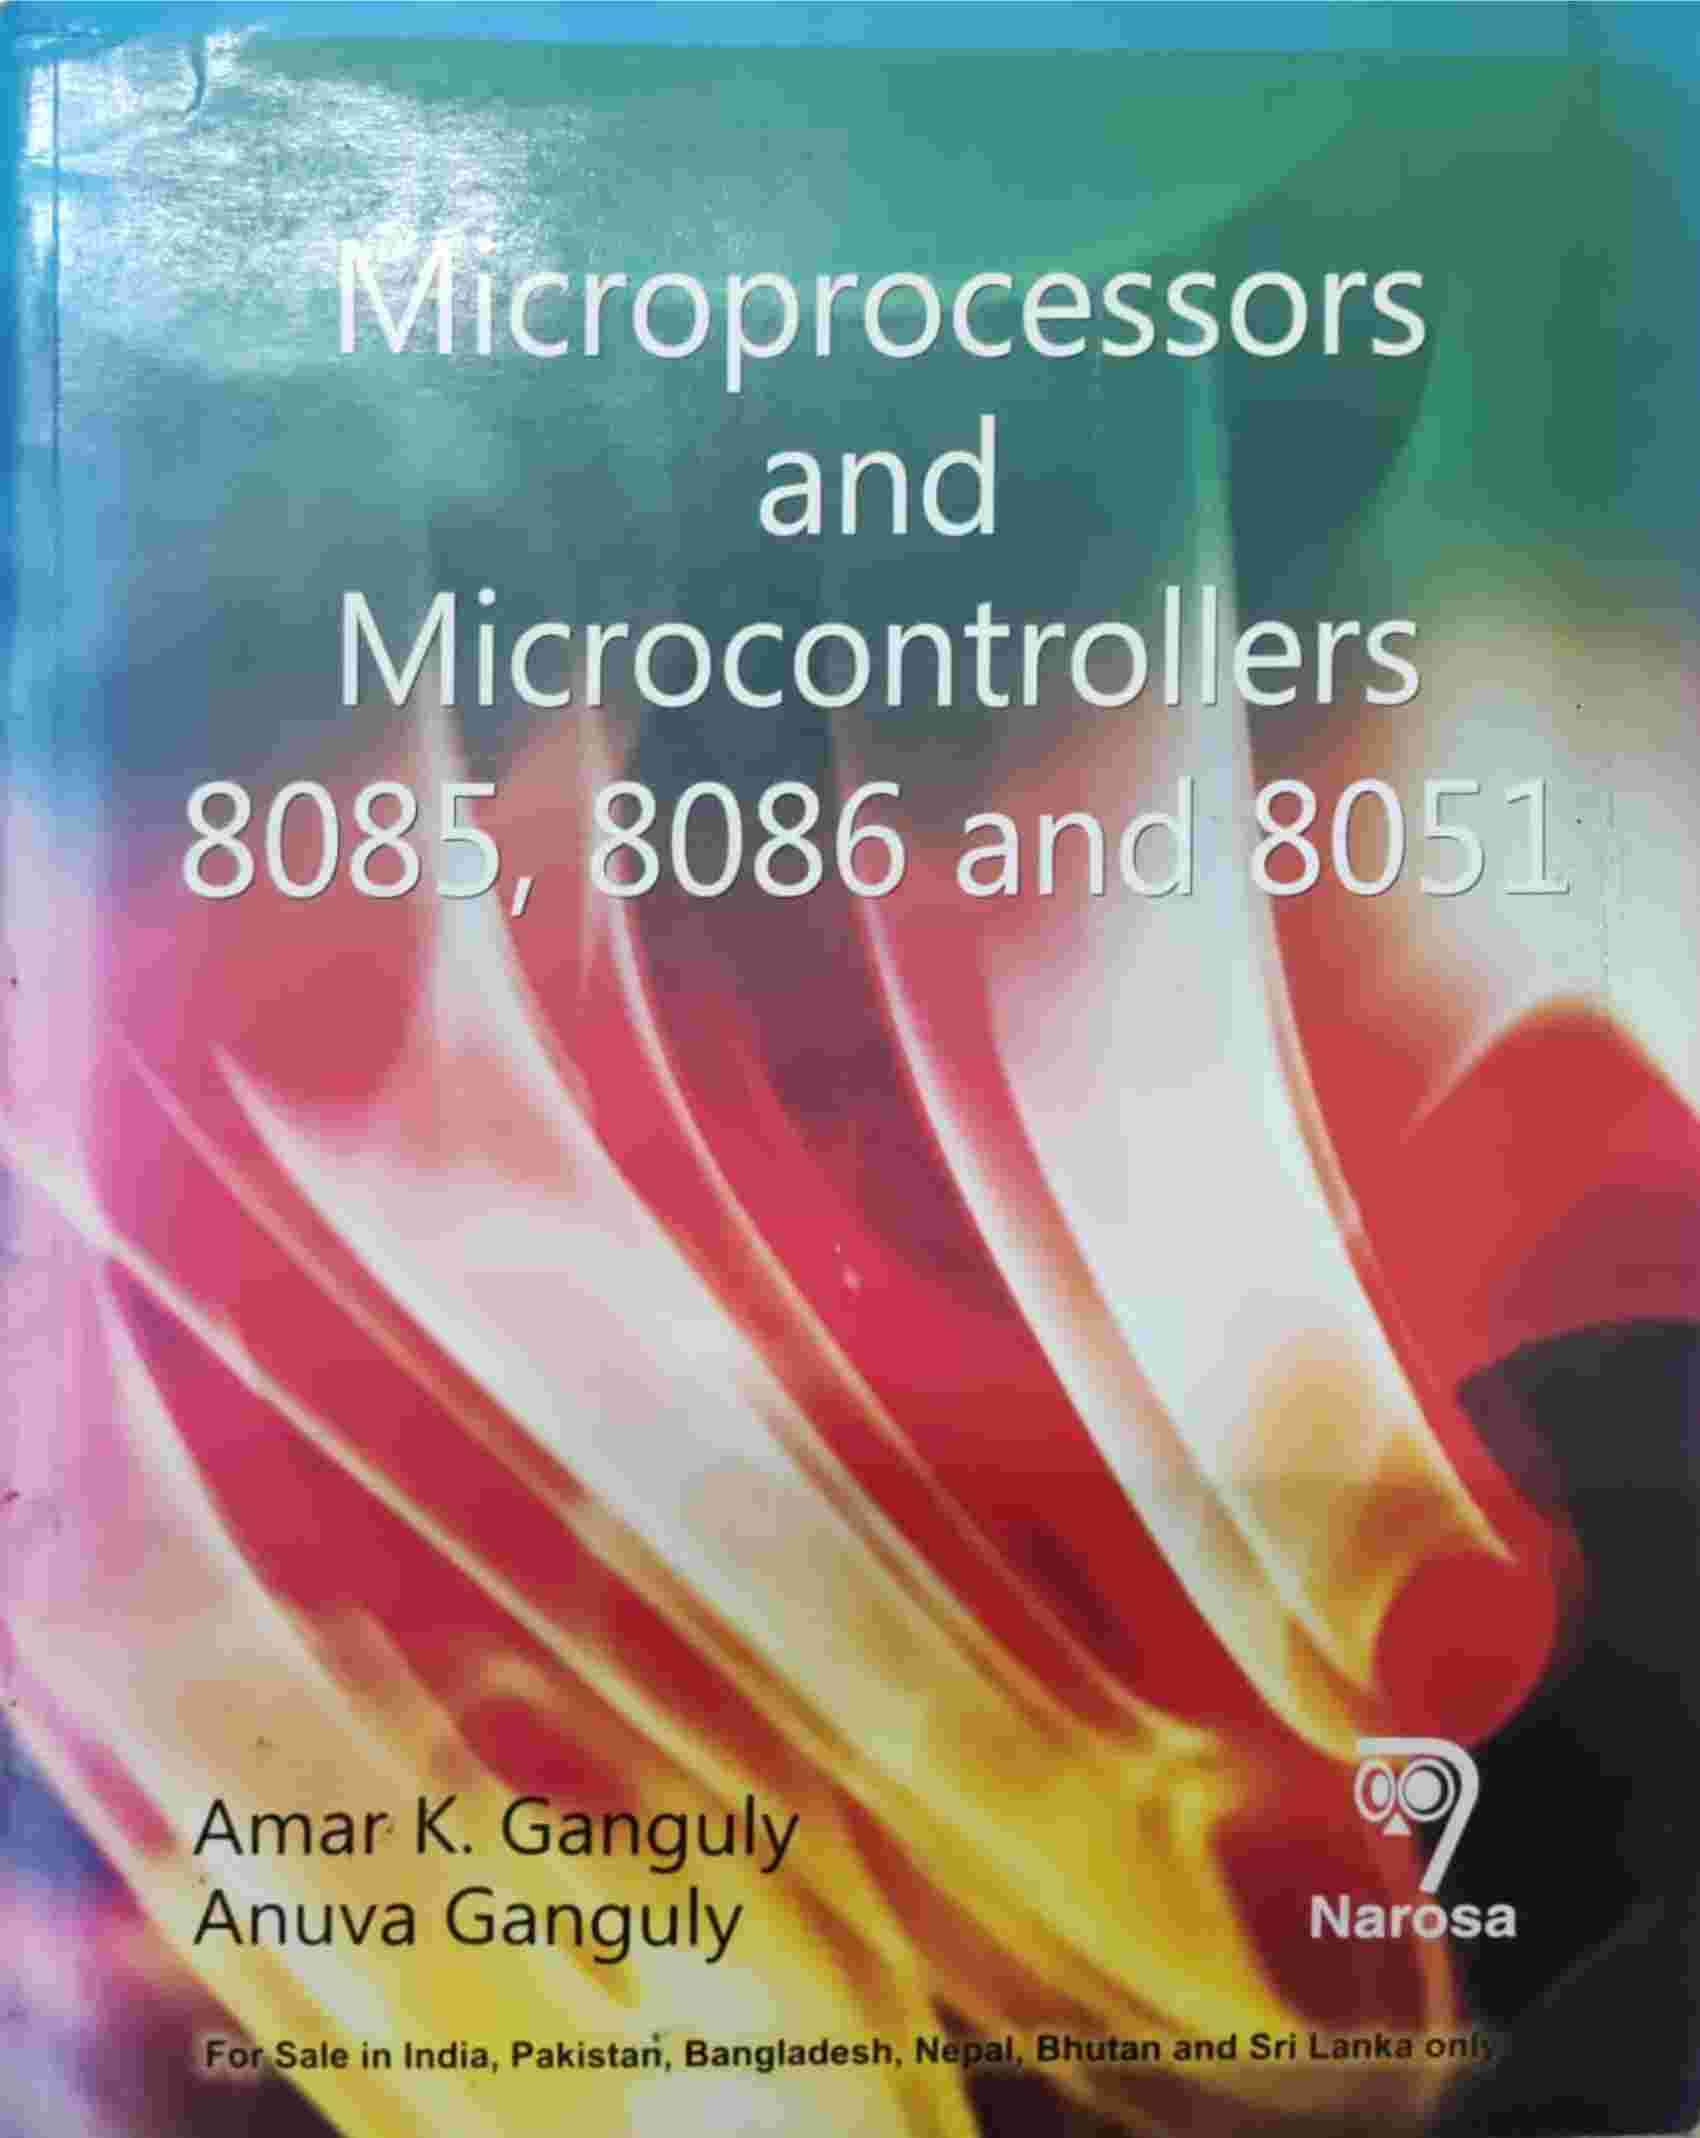 Microprocessors
and
Microcontrollers
8085, 8086 and 8051
Amar K. Ganguly
Anuva Ganguly
Narosa
For Sale in India, Pakistan, Bangladesh, Nepal, Bhutan and Sri Lanka only